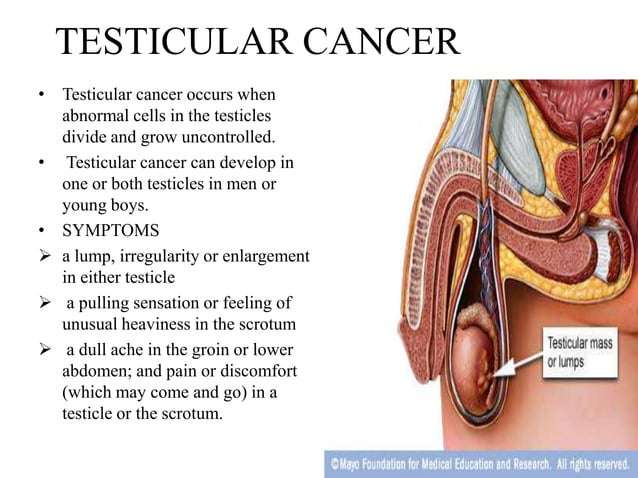 TESTICULAR CANCER
• Testicular cancer occurs when
abnormal cells in the testicles
divide and grow uncontrolled.
• Testicular cancer can develop in
one or both testicles in men or
young boys.
• SYMPTOMS
➢ a lump, irregularity or enlargement
in either testicle
➢ a pulling sensation or feeling of
unusual heaviness in the scrotum
➢ a dull ache in the groin or lower
abdomen; and pain or discomfort
(which may come and go) in a
testicle or the scrotum.
Testicular mass
or lumps
©Mayo Foundation for Medical Education and Research. All rights reserved.